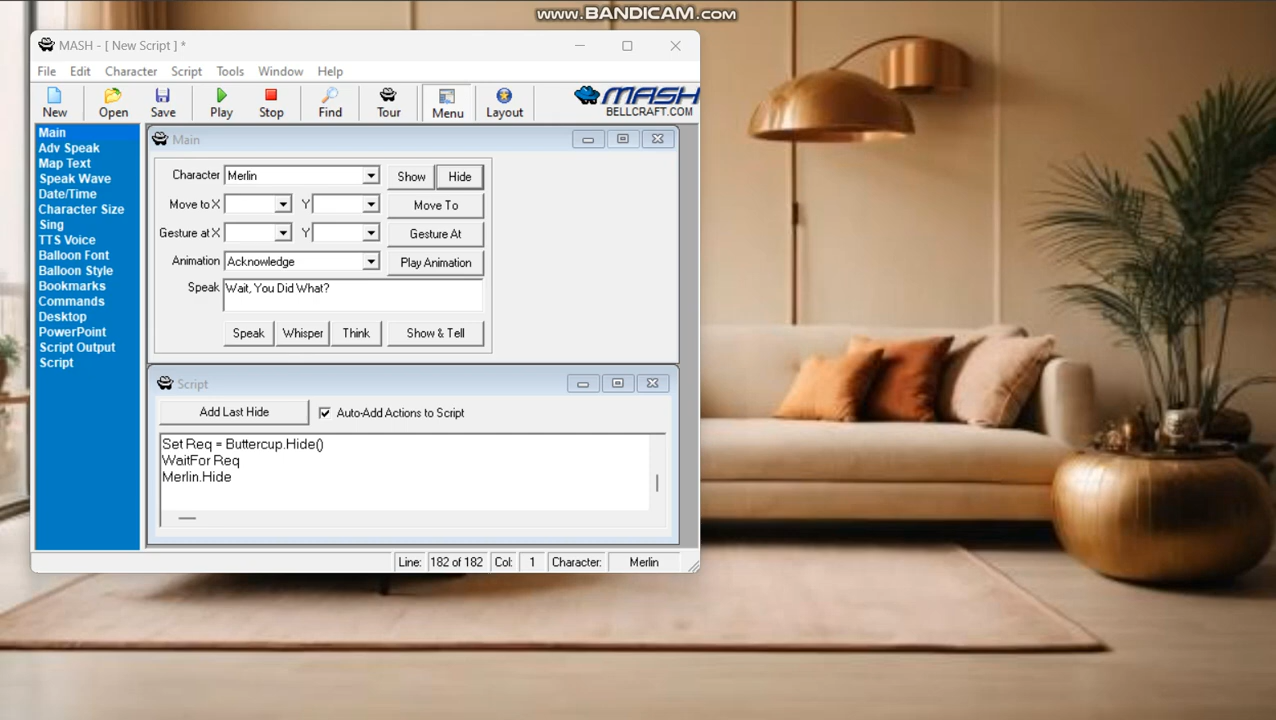 www.BANDICAM.com
MASH - [ New Script ] *
File Edit Character Script Tools Window Help
New Open Save Play Stop Find Tour Menu Layout
MASH
BELLCRAFT.COM
Main
Adv Speak
Map Text
Speak Wave
Date/Time
Character Size
Sing
TTS Voice
Balloon Font
Balloon Style
Bookmarks
Commands
Desktop
PowerPoint
Script Output
Script
Main
Character Merlin Show Hide
Move to X Y Move To
Gesture at X Y Gesture At
Animation Acknowledge Play Animation
Speak Wait, You Did What?
Speak Whisper Think Show & Tell
Script
Add Last Hide Auto-Add Actions to Script
Set Req = Buttercup.Hide()
WaitFor Req
Merlin.Hide
Line: 182 of 182 Col: 1 Character: Merlin